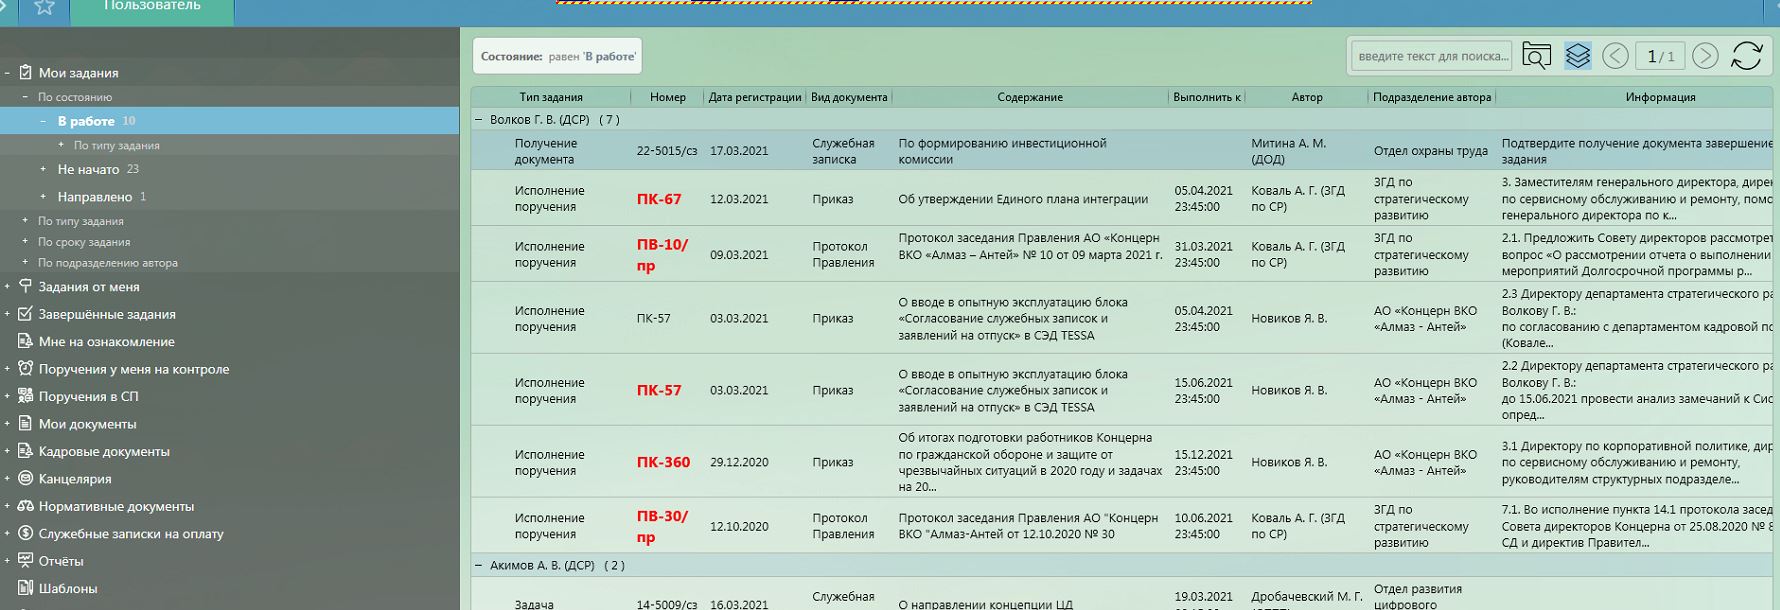 Пользователь
Мои задания
По состоянию
В работе 10
По типу задания
Не начато 23
Направлено 1
По типу задания
По сроку задания
По подразделению автора
Задания от меня
Завершённые задания
Мне на ознакомление
Поручения у меня на контроле
Поручения в СП
Мои документы
Кадровые документы
Канцелярия
Нормативные документы
Служебные записки на оплату
Отчёты
Шаблоны
Состояние: равен 'В работе'
введите текст для поиска...
1 / 1
Тип задания Номер Дата регистрации Вид документа Содержание Выполнить к Автор Подразделение автора Информация
Волков Г. В. (ДСР) ( 7 )
Получение
документа
22-5015/сз
17.03.2021
Служебная
записка
По формированию инвестиционной
комиссии
Митина А. М.
(ДОД)
Отдел охраны труда
Подтвердите получение документа завершение
задания
Исполнение
поручения
ПК-67
12.03.2021
Приказ
Об утверждении Единого плана интеграции
05.04.2021
23:45:00
Коваль А. Г. (ЗГД
по СР)
ЗГД по
стратегическому
развитию
3. Заместителям генерального директора, дирек
по сервисному обслуживанию и ремонту, помо
генерального директора по к...
Исполнение
поручения
ПВ-10/
пр
09.03.2021
Протокол
Правления
Протокол заседания Правления АО «Концерн
ВКО «Алмаз – Антей» № 10 от 09 марта 2021 г.
31.03.2021
23:45:00
Коваль А. Г. (ЗГД
по СР)
ЗГД по
стратегическому
развитию
2.1. Предложить Совету директоров рассмотрет
вопрос «О рассмотрении отчета о выполнении
мероприятий Долгосрочной программы р...
Исполнение
поручения
ПК-57
03.03.2021
Приказ
О вводе в опытную эксплуатацию блока
«Согласование служебных записок и
заявлений на отпуск» в СЭД TESSA
05.04.2021
23:45:00
Новиков Я. В.
АО «Концерн ВКО
«Алмаз - Антей»
2.3 Директору департамента стратегического ра
Волкову Г. В.:
по согласованию с департаментом кадровой по
(Ковале...
Исполнение
поручения
ПК-57
03.03.2021
Приказ
О вводе в опытную эксплуатацию блока
«Согласование служебных записок и
заявлений на отпуск» в СЭД TESSA
15.06.2021
23:45:00
Новиков Я. В.
АО «Концерн ВКО
«Алмаз - Антей»
2.2 Директору департамента стратегического ра
Волкову Г. В.:
до 15.06.2021 провести анализ замечаний к Сис
опред...
Исполнение
поручения
ПК-360
29.12.2020
Приказ
Об итогах подготовки работников Концерна
по гражданской обороне и защите от
чрезвычайных ситуаций в 2020 году и задачах
на 20...
15.12.2021
23:45:00
Новиков Я. В.
АО «Концерн ВКО
«Алмаз - Антей»
3.1 Директору по корпоративной политике, дир
по сервисному обслуживанию и ремонту,
руководителям структурных подразделе...
Исполнение
поручения
ПВ-30/
пр
12.10.2020
Протокол
Правления
Протокол заседания Правления АО "Концерн
ВКО "Алмаз-Антей от 12.10.2020 № 30
10.06.2021
23:45:00
Коваль А. Г. (ЗГД
по СР)
ЗГД по
стратегическому
развитию
7.1. Во исполнение пункта 14.1 протокола засед
Совета директоров Концерна от 25.08.2020 № 8
СД и директив Правител...
Акимов А. В. (ДСР) ( 2 )
Задача
14-5009/сз
16.03.2021
Служебная
О направлении концепции ЦД
19.03.2021
Дробачевский М. Г.
Отдел развития
цифрового